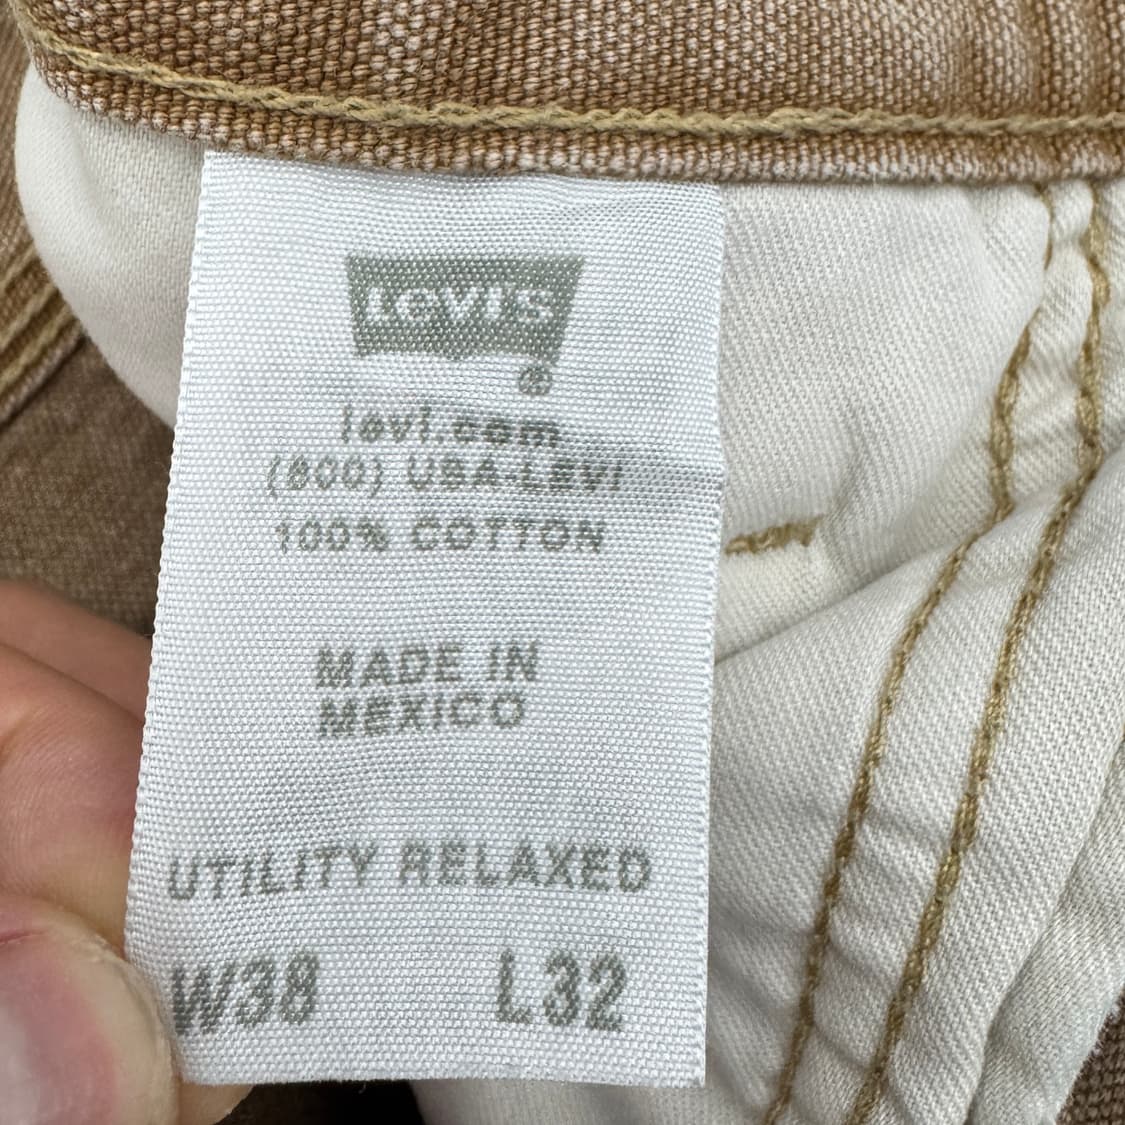 Levi's
®
levi.com
(800) USA-LEVI
100% COTTON
MADE IN
MEXICO
UTILITY RELAXED
W38 L32